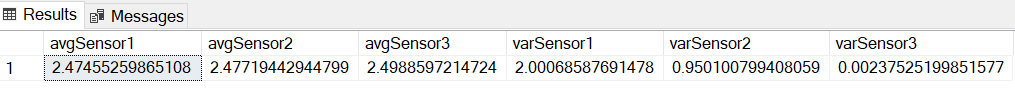 Results Messages
avgSensor1 avgSensor2 avgSensor3 varSensor1 varSensor2 varSensor3
1 2.47455259865108 2.47719442944799 2.4988597214724 2.00068587691478 0.950100799408059 0.00237525199851577